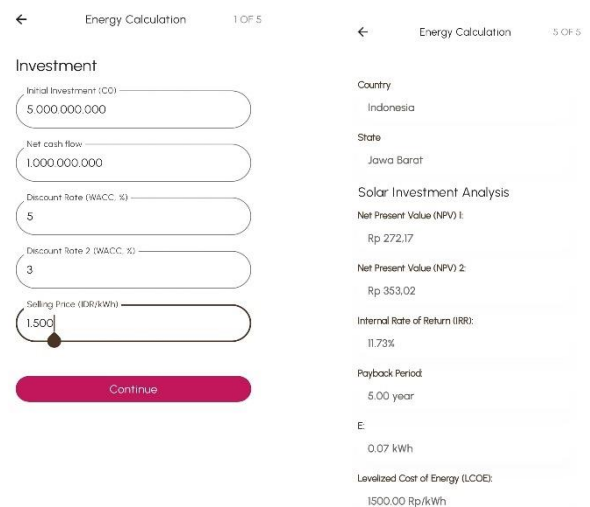 Energy Calculation 1 OF 5
Investment
Initial Investment (C0)
5.000.000.000
Net cash flow
1.000.000.000
Discount Rate (WACC, %)
5
Discount Rate 2 (WACC, %)
3
Selling Price (IDR/kWh)
1.500
Continue
Energy Calculation 5 OF 5
Country
Indonesia
State
Jawa Barat
Solar Investment Analysis
Net Present Value (NPV) 1:
Rp 272,17
Net Present Value (NPV) 2:
Rp 353,02
Internal Rate of Return (IRR):
11.73%
Payback Period:
5.00 year
E:
0.07 kWh
Levelized Cost of Energy (LCOE):
1500.00 Rp/kWh